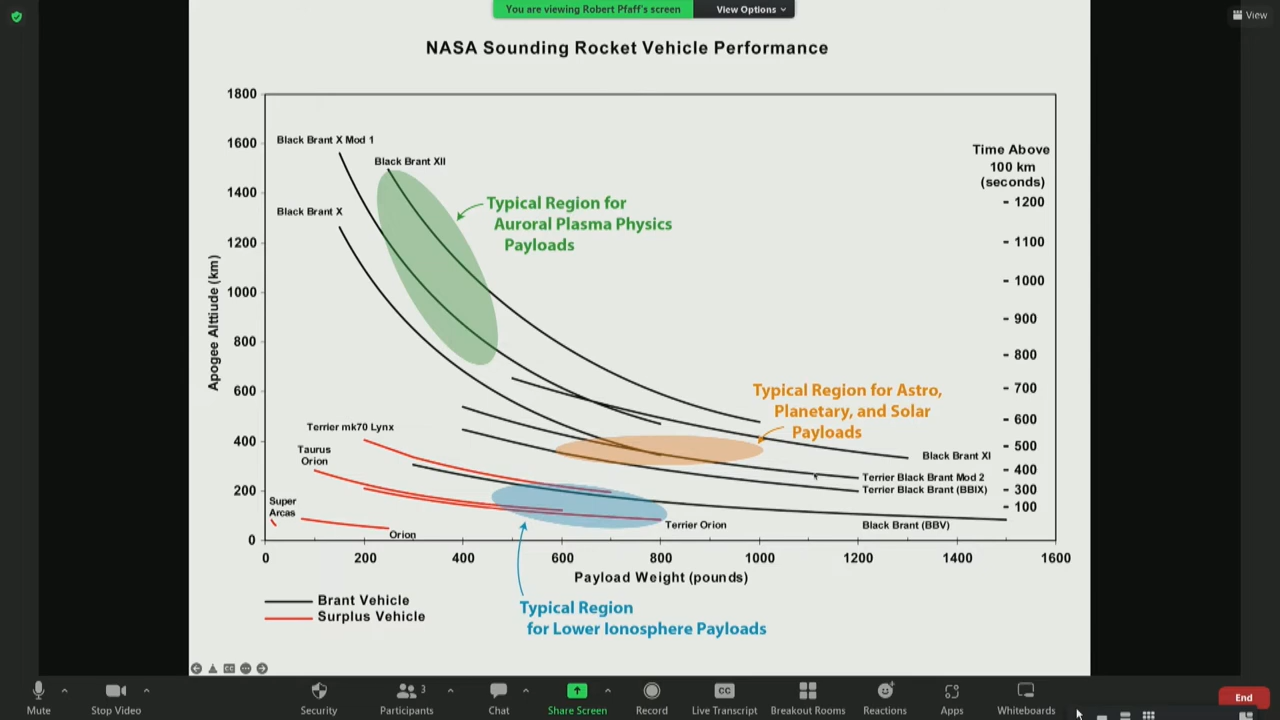 You are viewing Robert Pfaff's screen
View Options
View
NASA Sounding Rocket Vehicle Performance
1800
1600
1400
1200
1000
800
600
400
200
0
Apogee Altitude (km)
Black Brant X Mod 1
Black Brant XII
Black Brant X
Typical Region for
Auroral Plasma Physics
Payloads
Time Above
100 km
(seconds)
- 1200
- 1100
- 1000
- 900
- 800
- 700
- 600
- 500
- 400
- 300
- 100
Typical Region for Astro,
Planetary, and Solar
Payloads
Terrier mk70 Lynx
Taurus
Orion
Super
Arcas
Orion
Terrier Orion
Black Brant XI
Terrier Black Brant Mod 2
Terrier Black Brant (BBIX)
Black Brant (BBV)
0 200 400 600 800 1000 1200 1400 1600
Payload Weight (pounds)
Brant Vehicle
Surplus Vehicle
Typical Region
for Lower Ionosphere Payloads
CC
3
CC
Mute
Stop Video
Security
Participants
Chat
Share Screen
Record
Live Transcript
Breakout Rooms
Reactions
Apps
Whiteboards
End